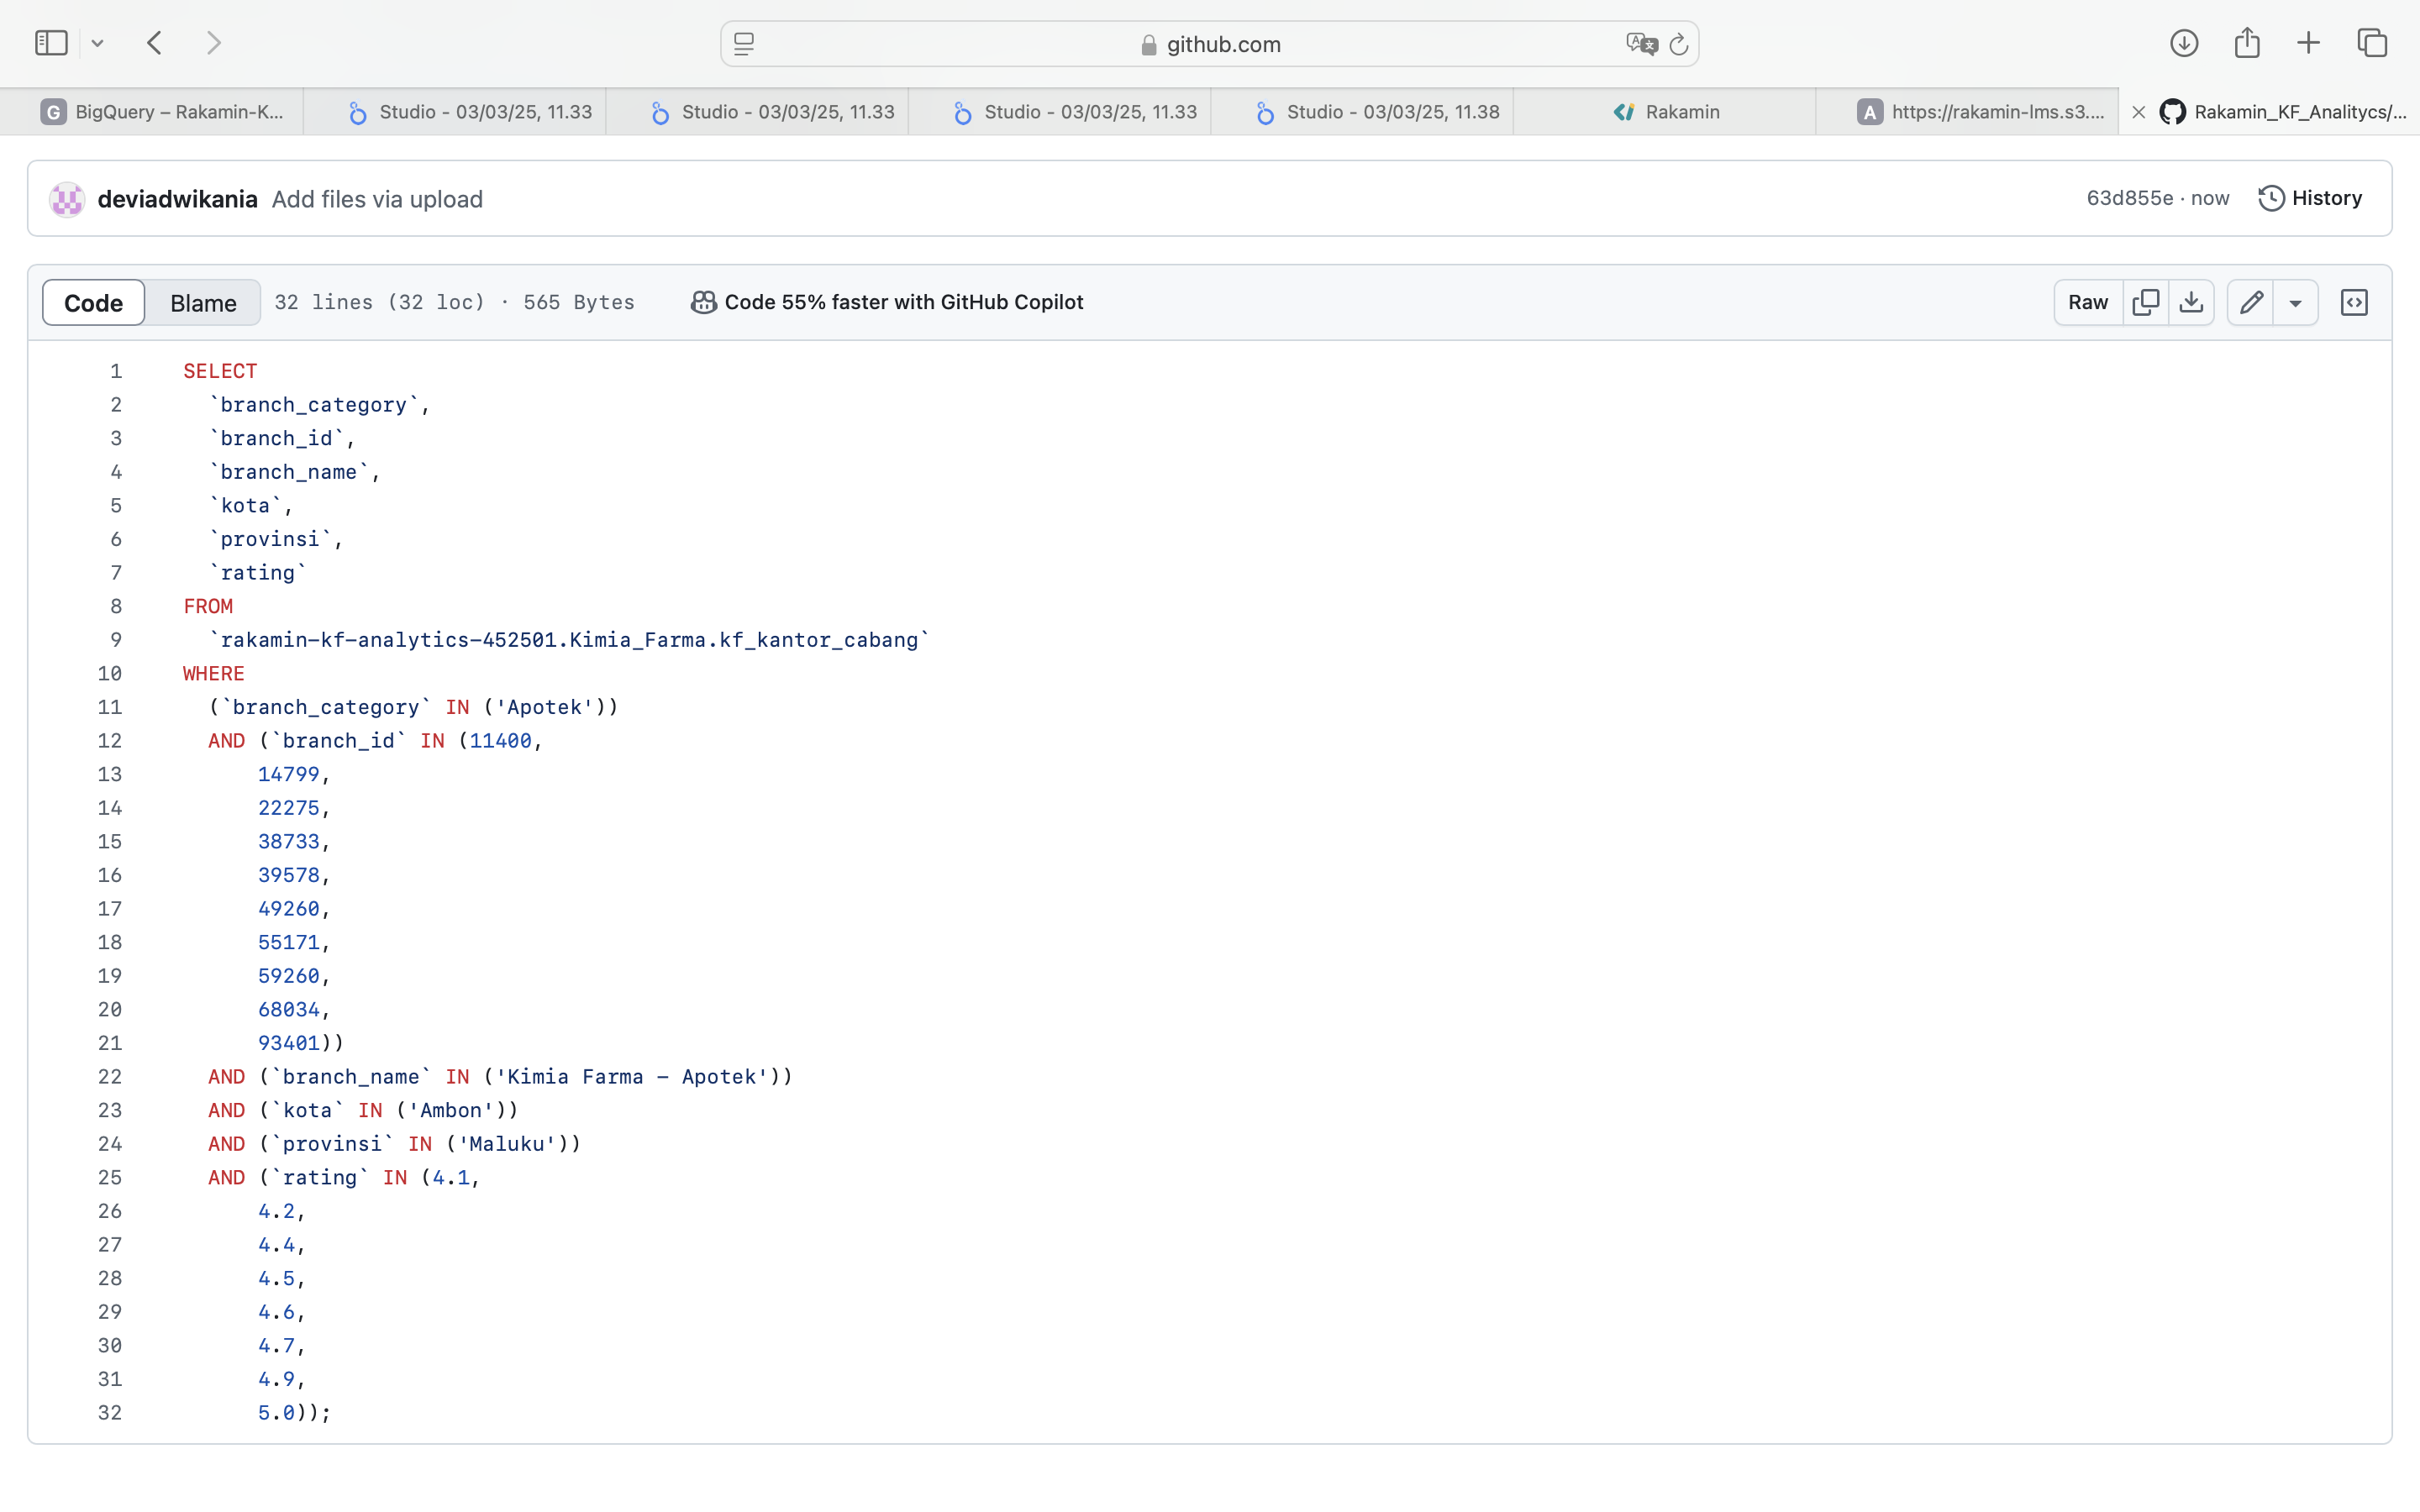 github.com
BigQuery – Rakamin-K...
Studio - 03/03/25, 11.33
Studio - 03/03/25, 11.33
Studio - 03/03/25, 11.33
Studio - 03/03/25, 11.38
Rakamin
https://rakamin-lms.s3....
Rakamin_KF_Analitycs/...
deviadwikania Add files via upload 63d855e · now History
Code Blame 32 lines (32 loc) · 565 Bytes Code 55% faster with GitHub Copilot Raw
1 SELECT
2 `branch_category`,
3 `branch_id`,
4 `branch_name`,
5 `kota`,
6 `provinsi`,
7 `rating`
8 FROM
9 `rakamin-kf-analytics-452501.Kimia_Farma.kf_kantor_cabang`
10 WHERE
11 (`branch_category` IN ('Apotek'))
12 AND (`branch_id` IN (11400,
13 14799,
14 22275,
15 38733,
16 39578,
17 49260,
18 55171,
19 59260,
20 68034,
21 93401))
22 AND (`branch_name` IN ('Kimia Farma - Apotek'))
23 AND (`kota` IN ('Ambon'))
24 AND (`provinsi` IN ('Maluku'))
25 AND (`rating` IN (4.1,
26 4.2,
27 4.4,
28 4.5,
29 4.6,
30 4.7,
31 4.9,
32 5.0));